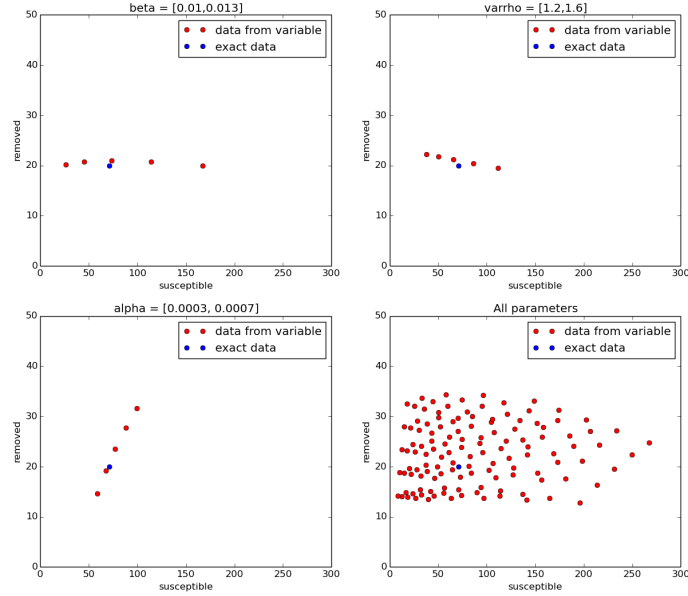 beta = [0.01,0.013]
50
40
30
20
10
0
removed
data from variable
exact data
0 50 100 150 200 250 300
susceptible
varrho = [1.2,1.6]
50
40
30
20
10
0
removed
data from variable
exact data
0 50 100 150 200 250 300
susceptible
alpha = [0.0003, 0.0007]
50
40
30
20
10
0
removed
data from variable
exact data
0 50 100 150 200 250 300
susceptible
All parameters
50
40
30
20
10
0
removed
data from variable
exact data
0 50 100 150 200 250 300
susceptible